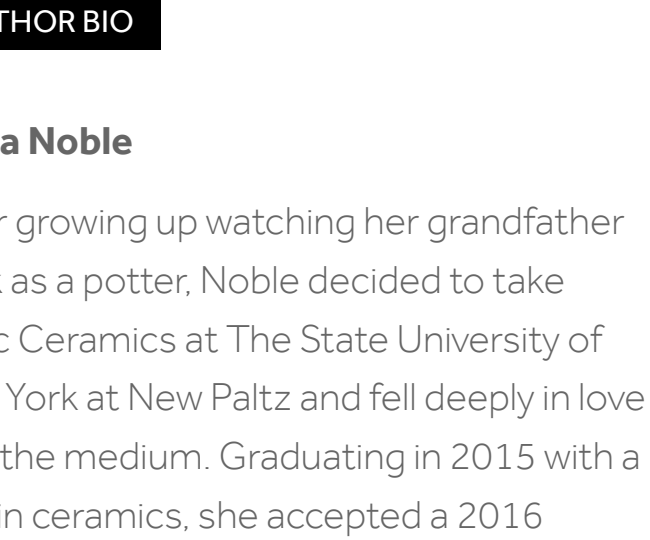 THOR BIO
a Noble
r growing up watching her grandfather
k as a potter, Noble decided to take
c Ceramics at The State University of
York at New Paltz and fell deeply in love
the medium. Graduating in 2015 with a
in ceramics, she accepted a 2016